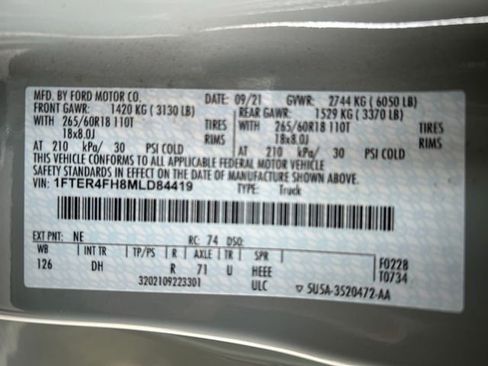 MFD. BY FORD MOTOR CO. DATE: 09/21 GVWR: 2744 KG ( 6050 LB)
FRONT GAWR: 1420 KG ( 3130 LB) REAR GAWR: 1529 KG ( 3370 LB)
WITH 265/60R18 110T TIRES WITH 265/60R18 110T TIRES
18x8.0J RIMS 18x8.0J RIMS
AT 210 kPa/ 30 PSI COLD AT 210 kPa/ 30 PSI COLD
THIS VEHICLE CONFORMS TO ALL APPLICABLE FEDERAL MOTOR VEHICLE
SAFETY STANDARDS IN EFFECT ON THE DATE OF MANUFACTURE SHOWN ABOVE.
VIN: 1FTER4FH8MLD84419 TYPE: Truck
EXT PNT: NE RC: 74 DSO:
WB INT TR TP/PS R AXLE TR SPR F0228
126 DH R 71 U HEEE T0734
3202109223301 ULC ▽ 5U5A-3520472-AA